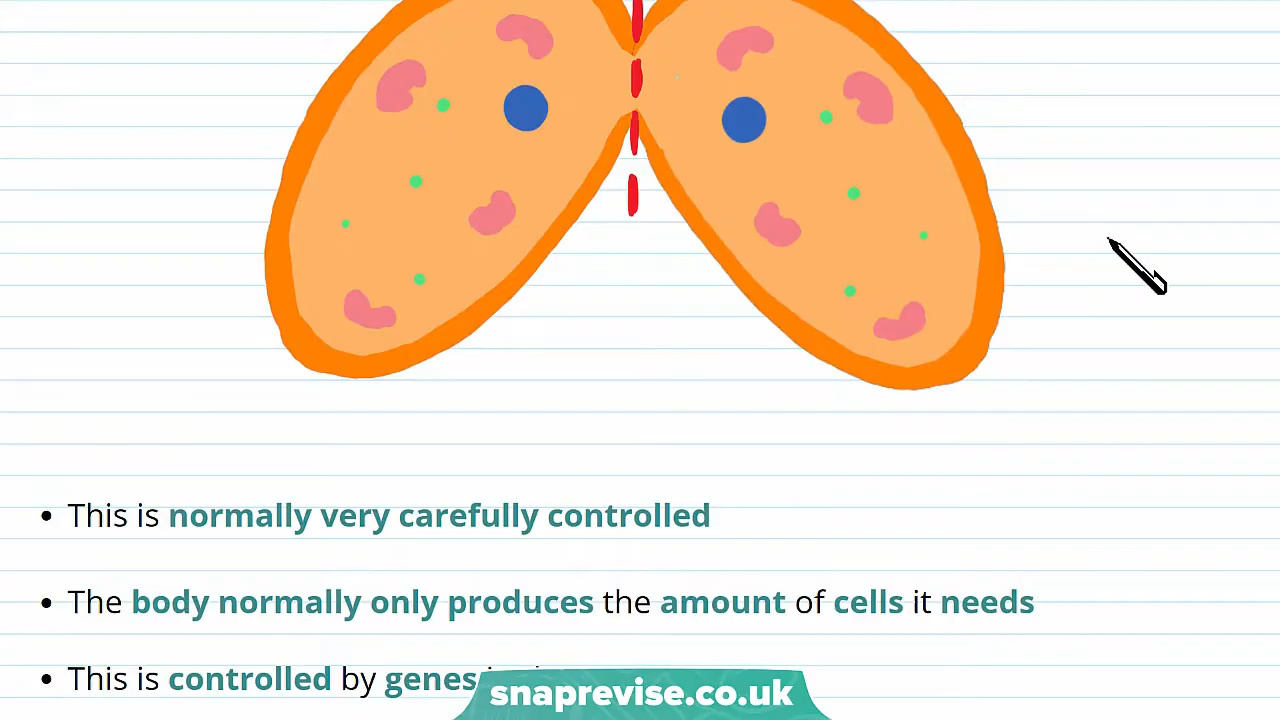 • This is normally very carefully controlled
• The body normally only produces the amount of cells it needs
• This is controlled by genes
snaprevise.co.uk